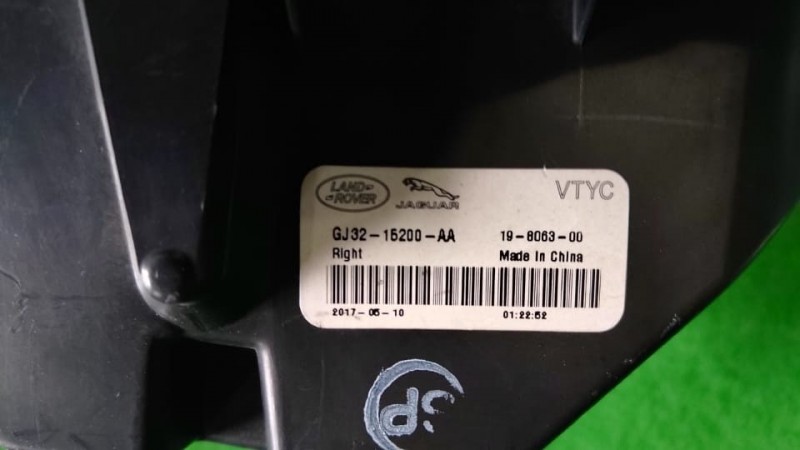 LAND ROVER
JAGUAR
VTYC
GJ32-15200-AA 19-8063-00
Right Made In China
2017-05-10 01:22:52